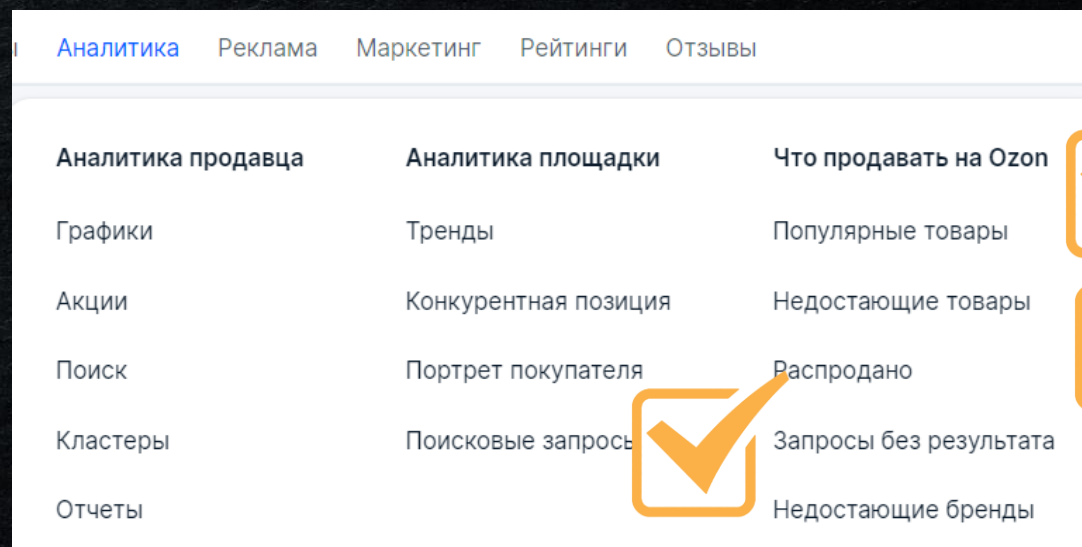 Аналитика Реклама Маркетинг Рейтинги Отзывы
Аналитика продавца Аналитика площадки Что продавать на Ozon
Графики Тренды Популярные товары
Акции Конкурентная позиция Недостающие товары
Поиск Портрет покупателя Распродано
Кластеры Поисковые запросы Запросы без результата
Отчеты Недостающие бренды